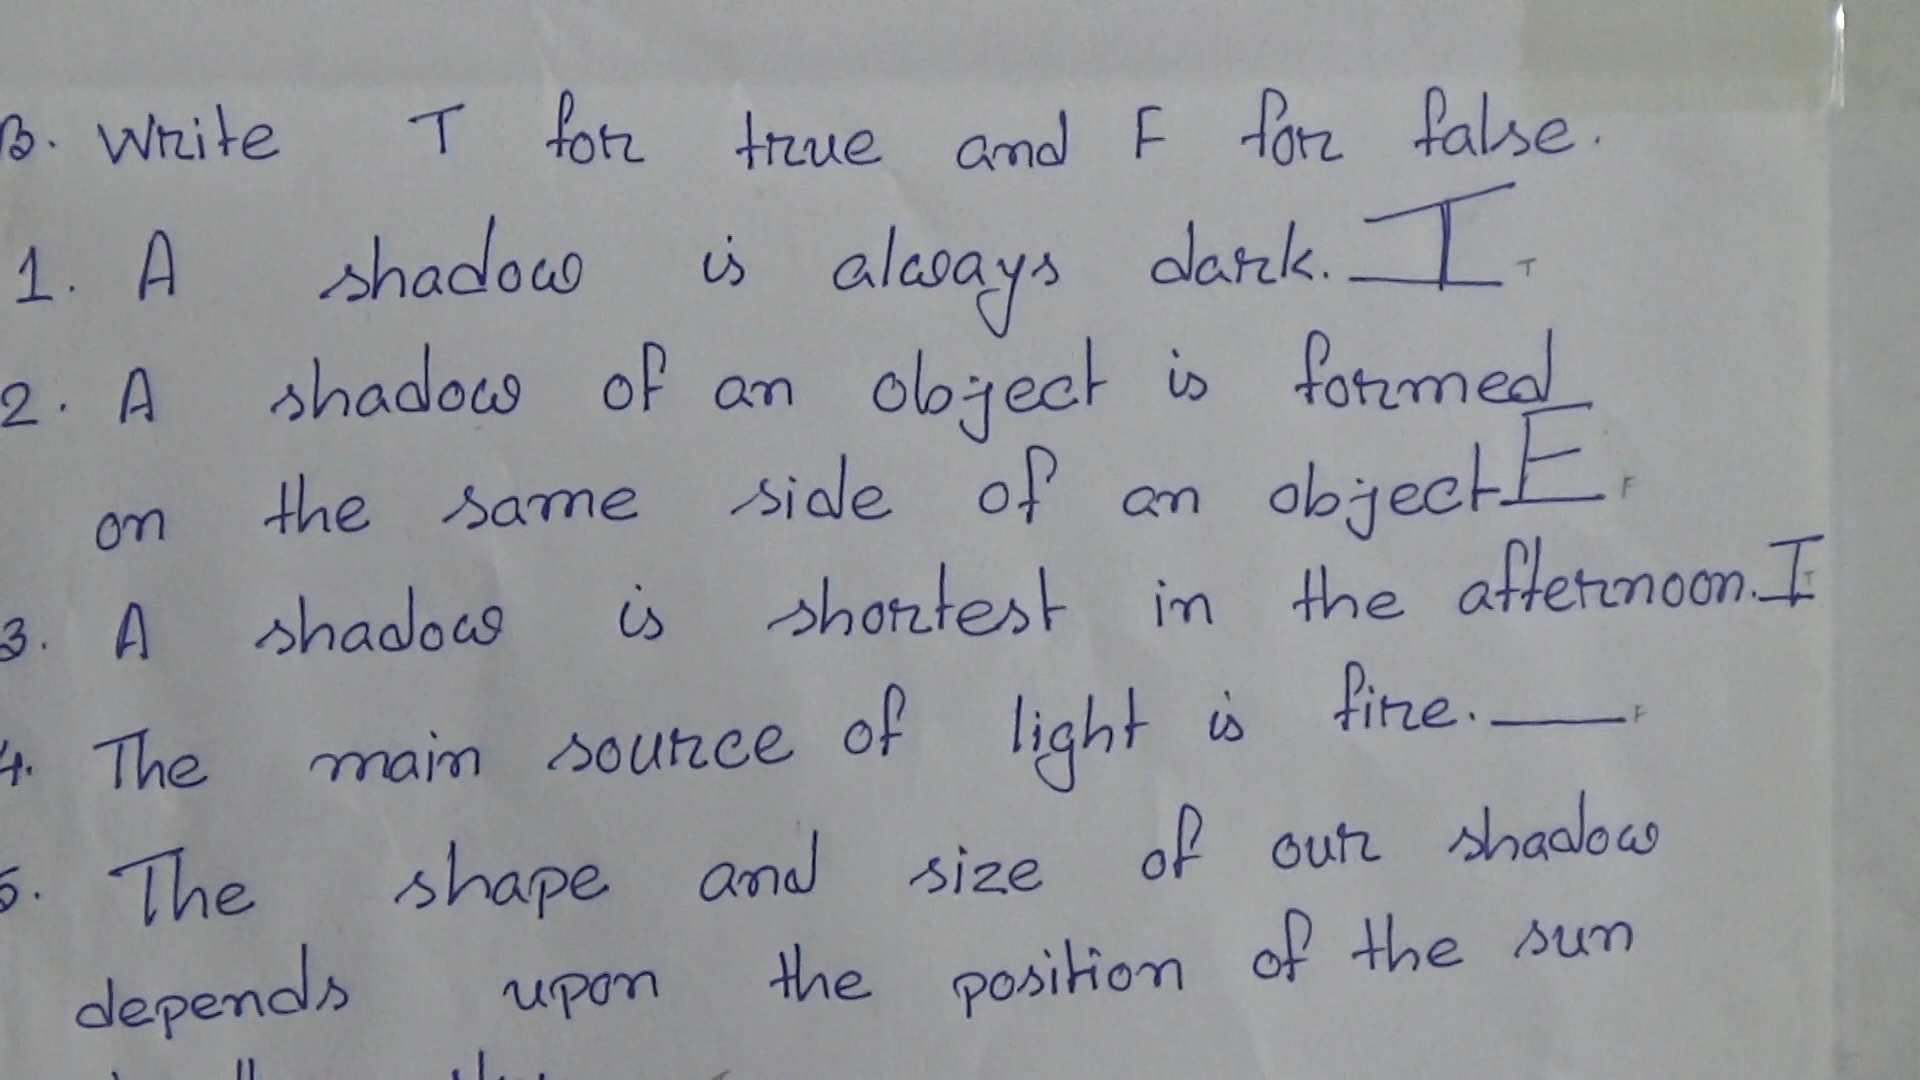 B. Write T for true and F for false.
1. A shadow is always dark. T T
2. A shadow of an object is formed
on the same side of an object F F
3. A shadow is shortest in the afternoon. T T
4. The main source of light is fire. ____ F
5. The shape and size of our shadow
depends upon the position of the sun